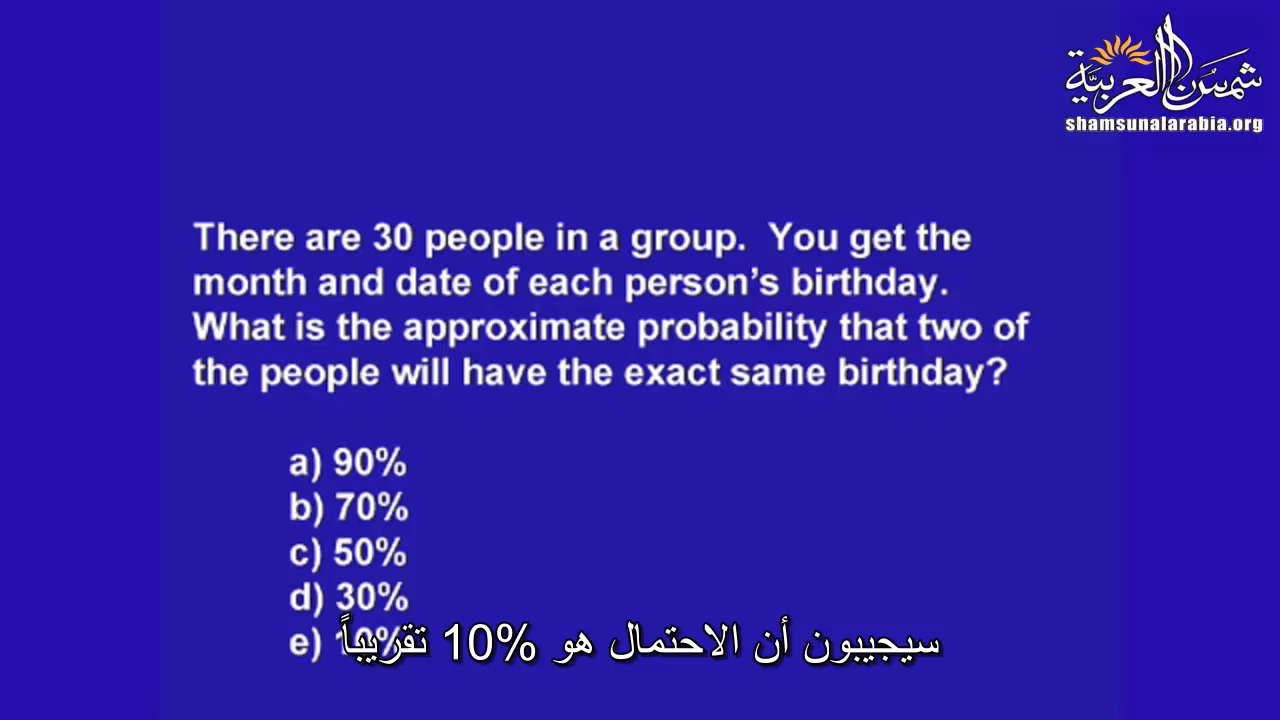 شمسُ العربيّة
shamsunalarabia.org
There are 30 people in a group. You get the
month and date of each person’s birthday.
What is the approximate probability that two of
the people will have the exact same birthday?
a) 90%
b) 70%
c) 50%
d) 30%
e) 10%
سيجيبون أن الاحتمال هو 10% تقريباً